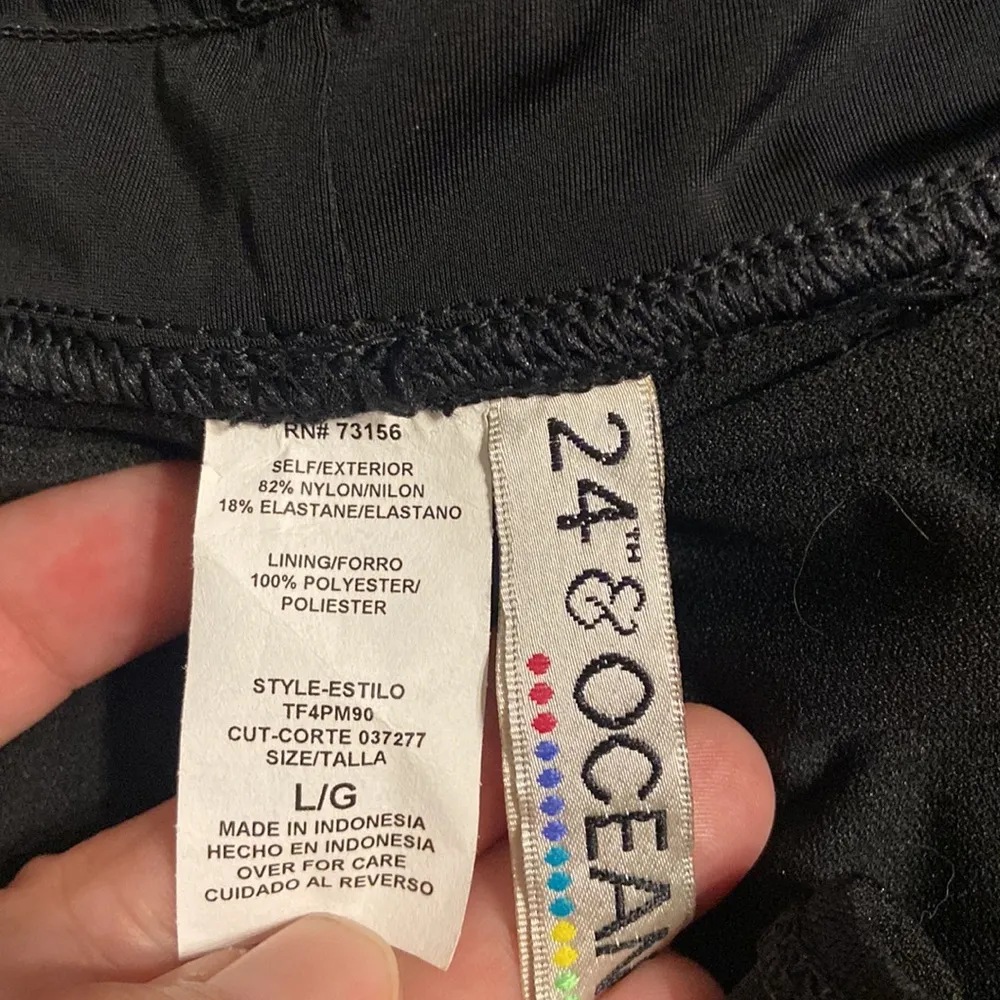 RN# 73156
SELF/EXTERIOR
82% NYLON/NILON
18% ELASTANE/ELASTANO
LINING/FORRO
100% POLYESTER/
POLIESTER
STYLE-ESTILO
TF4PM90
CUT-CORTE 037277
SIZE/TALLA
L/G
MADE IN INDONESIA
HECHO EN INDONESIA
OVER FOR CARE
CUIDADO AL REVERSO
24TH & OCEAN